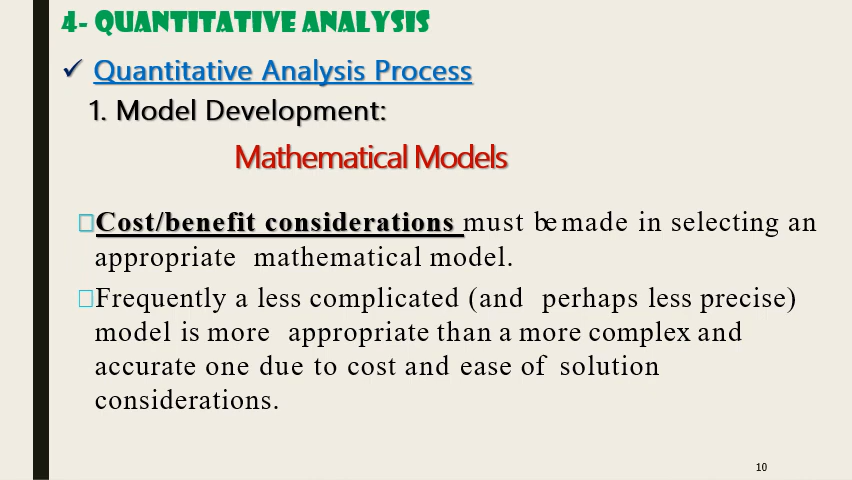 4- QUANTITATIVE ANALYSIS
✓ Quantitative Analysis Process
1. Model Development:
Mathematical Models
□Cost/benefit considerations must be made in selecting an
appropriate mathematical model.
□Frequently a less complicated (and perhaps less precise)
model is more appropriate than a more complex and
accurate one due to cost and ease of solution
considerations.
10